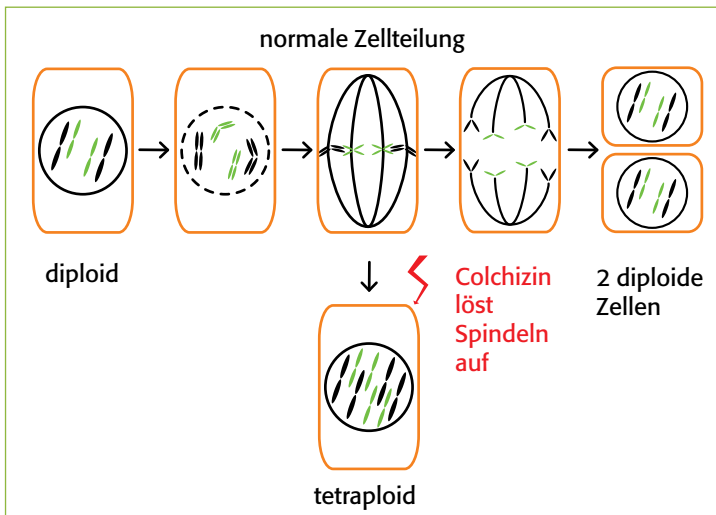 normale Zellteilung
diploid
Colchizin
löst
Spindeln
auf
2 diploide
Zellen
tetraploid